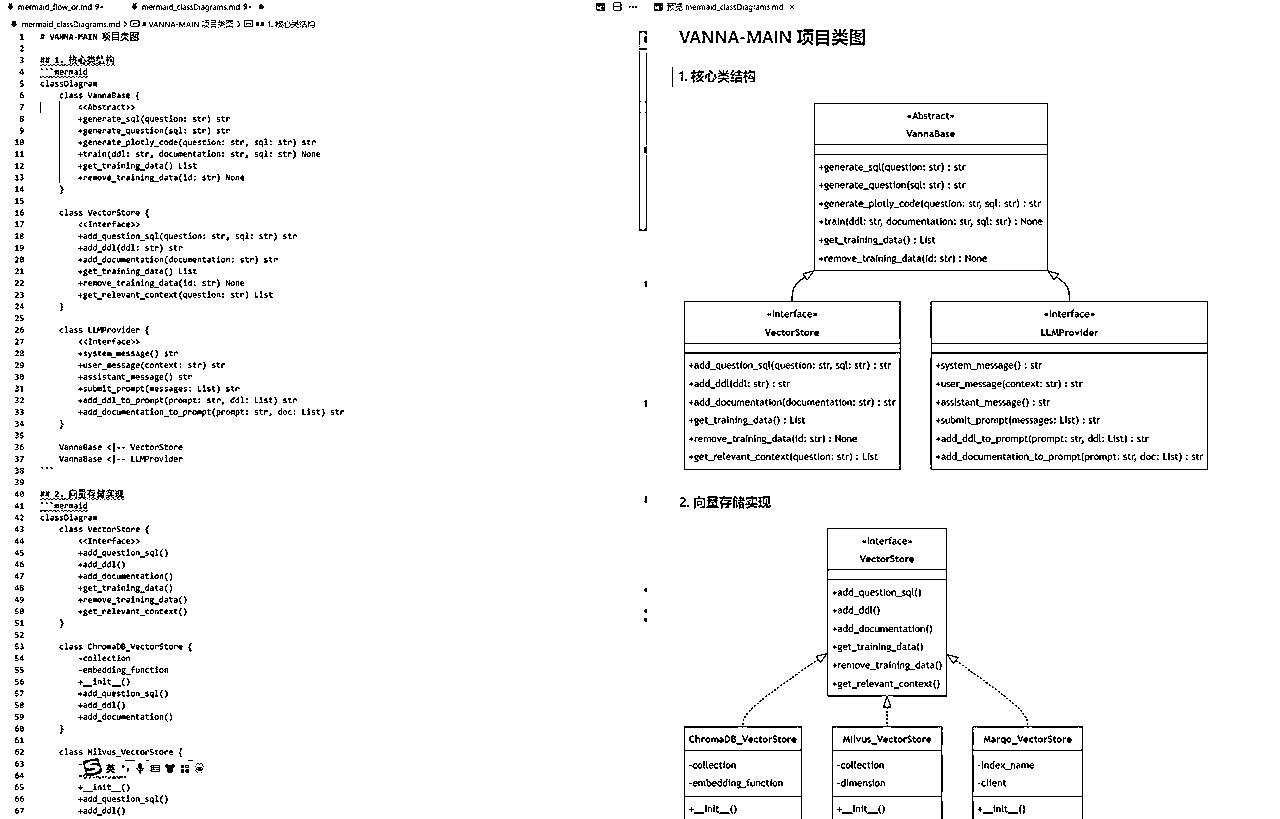 mermaid_flow_or.md 9+
mermaid_classDiagrams.md 9+
预览 mermaid_classDiagrams.md
mermaid_classDiagrams.md > # VANNA-MAIN 项目类图 > ## 1. 核心类结构
1 # VANNA-MAIN 项目类图
2
3 ## 1. 核心类结构
4 ```mermaid
5 classDiagram
6 class VannaBase {
7 <<Abstract>>
8 +generate_sql(question: str) str
9 +generate_question(sql: str) str
10 +generate_plotly_code(question: str, sql: str) str
11 +train(ddl: str, documentation: str, sql: str) None
12 +get_training_data() List
13 +remove_training_data(id: str) None
14 }
15
16 class VectorStore {
17 <<Interface>>
18 +add_question_sql(question: str, sql: str) str
19 +add_ddl(ddl: str) str
20 +add_documentation(documentation: str) str
21 +get_training_data() List
22 +remove_training_data(id: str) None
23 +get_relevant_context(question: str) List
24 }
25
26 class LLMProvider {
27 <<Interface>>
28 +system_message() str
29 +user_message(context: str) str
30 +assistant_message() str
31 +submit_prompt(messages: List) str
32 +add_ddl_to_prompt(prompt: str, ddl: List) str
33 +add_documentation_to_prompt(prompt: str, doc: List) str
34 }
35
36 VannaBase <|-- VectorStore
37 VannaBase <|-- LLMProvider
38 ```
39
40 ## 2. 向量存储实现
41 ```mermaid
42 classDiagram
43 class VectorStore {
44 <<Interface>>
45 +add_question_sql()
46 +add_ddl()
47 +add_documentation()
48 +get_training_data()
49 +remove_training_data()
50 +get_relevant_context()
51 }
52
53 class ChromaDB_VectorStore {
54 -collection
55 -embedding_function
56 +__init__()
57 +add_question_sql()
58 +add_ddl()
59 +add_documentation()
60 }
61
62 class Milvus_VectorStore {
63
64
65 +__init__()
66 +add_question_sql()
67 +add_ddl()
英
VANNA-MAIN 项目类图
1. 核心类结构
«Abstract»
VannaBase
+generate_sql(question: str) : str
+generate_question(sql: str) : str
+generate_plotly_code(question: str, sql: str) : str
+train(ddl: str, documentation: str, sql: str) : None
+get_training_data() : List
+remove_training_data(id: str) : None
«Interface»
VectorStore
+add_question_sql(question: str, sql: str) : str
+add_ddl(ddl: str) : str
+add_documentation(documentation: str) : str
+get_training_data() : List
+remove_training_data(id: str) : None
+get_relevant_context(question: str) : List
«Interface»
LLMProvider
+system_message() : str
+user_message(context: str) : str
+assistant_message() : str
+submit_prompt(messages: List) : str
+add_ddl_to_prompt(prompt: str, ddl: List) : str
+add_documentation_to_prompt(prompt: str, doc: List) : str
2. 向量存储实现
«Interface»
VectorStore
+add_question_sql()
+add_ddl()
+add_documentation()
+get_training_data()
+remove_training_data()
+get_relevant_context()
ChromaDB_VectorStore
-collection
-embedding_function
+__init__()
Milvus_VectorStore
-collection
-dimension
+__init__()
Marqo_VectorStore
-index_name
-client
+__init__()